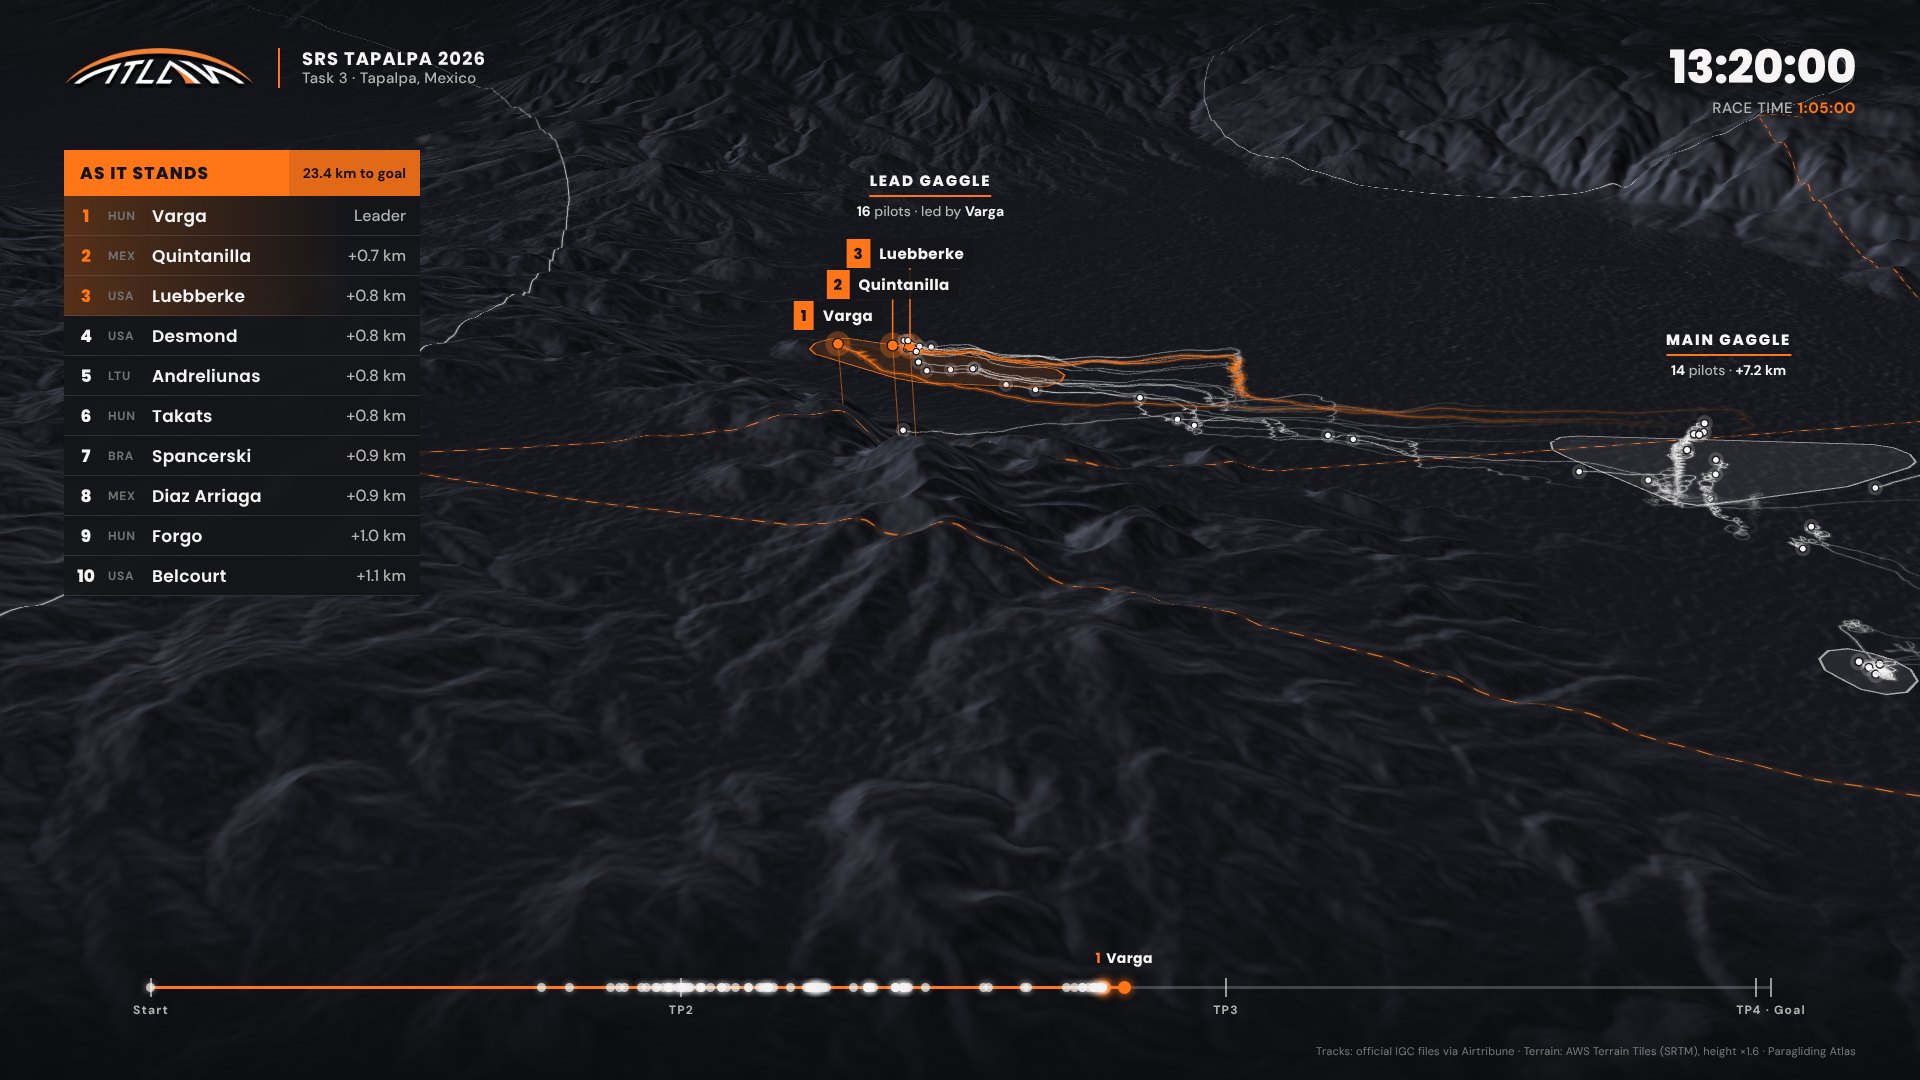 ATLAW
SRS TAPALPA 2026
Task 3 · Tapalpa, Mexico
13:20:00
RACE TIME 1:05:00
AS IT STANDS 23.4 km to goal
1 HUN Varga Leader
2 MEX Quintanilla +0.7 km
3 USA Luebberke +0.8 km
4 USA Desmond +0.8 km
5 LTU Andreliunas +0.8 km
6 HUN Takats +0.8 km
7 BRA Spancerski +0.9 km
8 MEX Diaz Arriaga +0.9 km
9 HUN Forgo +1.0 km
10 USA Belcourt +1.1 km
LEAD GAGGLE
16 pilots · led by Varga
3 Luebberke
2 Quintanilla
1 Varga
MAIN GAGGLE
14 pilots · +7.2 km
1 Varga
Start
TP2
TP3
TP4 · Goal
Tracks: official IGC files via Airtribune · Terrain: AWS Terrain Tiles (SRTM), height ×1.6 · Paragliding Atlas